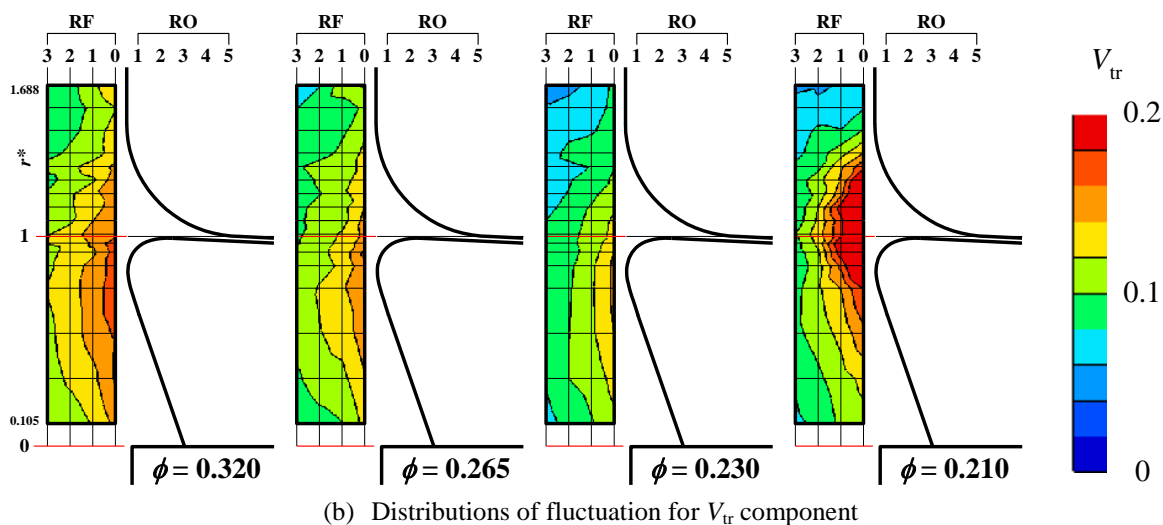 RF RO RF RO RF RO RF RO
3 2 1 0 1 2 3 4 5 3 2 1 0 1 2 3 4 5 3 2 1 0 1 2 3 4 5 3 2 1 0 1 2 3 4 5
V_tr
1.688
0.2
r*
1
0.1
0.105
0
0
ϕ = 0.320 ϕ = 0.265 ϕ = 0.230 ϕ = 0.210
(b) Distributions of fluctuation for V_tr component